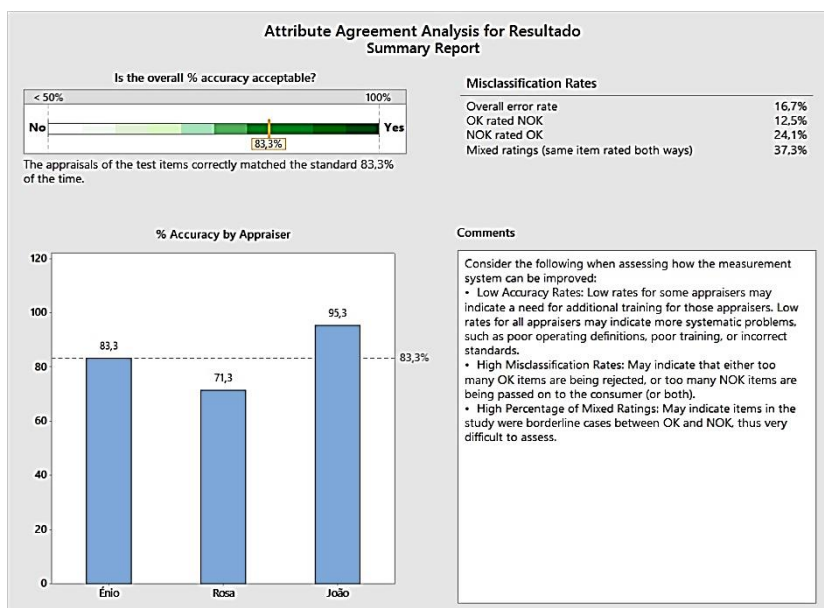 Attribute Agreement Analysis for Resultado
Summary Report
Is the overall % accuracy acceptable?
< 50% 100%
No Yes
83,3%
The appraisals of the test items correctly matched the standard 83,3%
of the time.
Misclassification Rates
Overall error rate 16,7%
OK rated NOK 12,5%
NOK rated OK 24,1%
Mixed ratings (same item rated both ways) 37,3%
% Accuracy by Appraiser
120
100
80
60
40
20
0
83,3
71,3
95,3
83,3%
Énio Rosa João
Comments
Consider the following when assessing how the measurement
system can be improved:
• Low Accuracy Rates: Low rates for some appraisers may
indicate a need for additional training for those appraisers. Low
rates for all appraisers may indicate more systematic problems,
such as poor operating definitions, poor training, or incorrect
standards.
• High Misclassification Rates: May indicate that either too
many OK items are being rejected, or too many NOK items are
being passed on to the consumer (or both).
• High Percentage of Mixed Ratings: May indicate items in the
study were borderline cases between OK and NOK, thus very
difficult to assess.